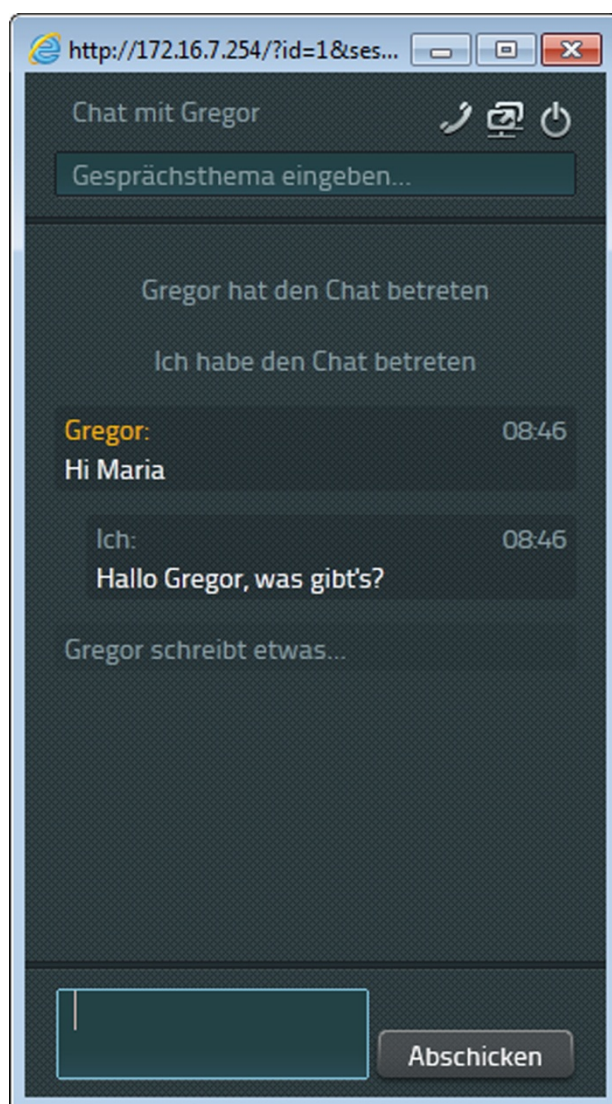 http://172.16.7.254/?id=1&ses...
Chat mit Gregor
Gesprächsthema eingeben...
Gregor hat den Chat betreten
Ich habe den Chat betreten
Gregor: 08:46
Hi Maria
Ich: 08:46
Hallo Gregor, was gibt's?
Gregor schreibt etwas...
Abschicken